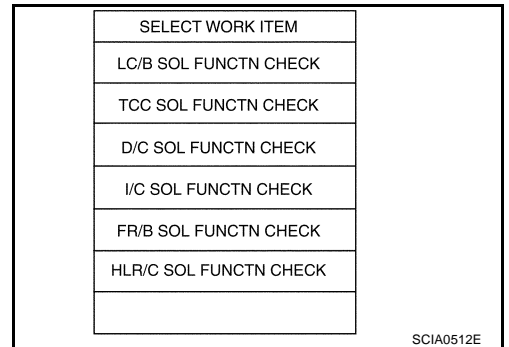 SELECT WORK ITEM
LC/B SOL FUNCTN CHECK
TCC SOL FUNCTN CHECK
D/C SOL FUNCTN CHECK
I/C SOL FUNCTN CHECK
FR/B SOL FUNCTN CHECK
HLR/C SOL FUNCTN CHECK
SCIA0512E